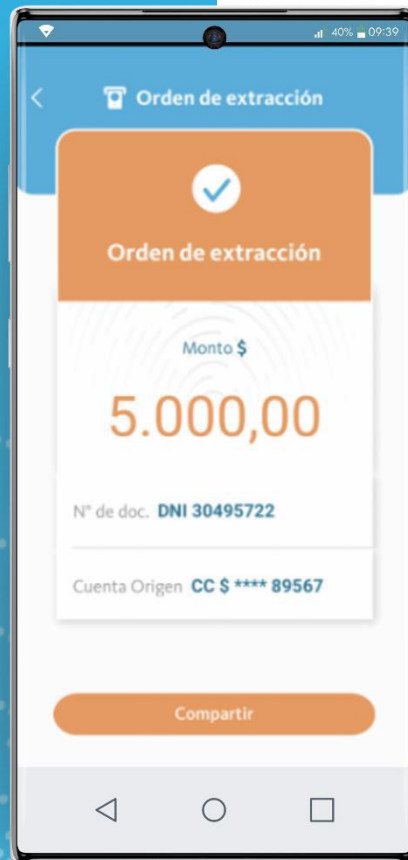 40% 09:39
Orden de extracción
Orden de extracción
Monto $
5.000,00
N° de doc. DNI 30495722
Cuenta Origen CC $ **** 89567
Compartir